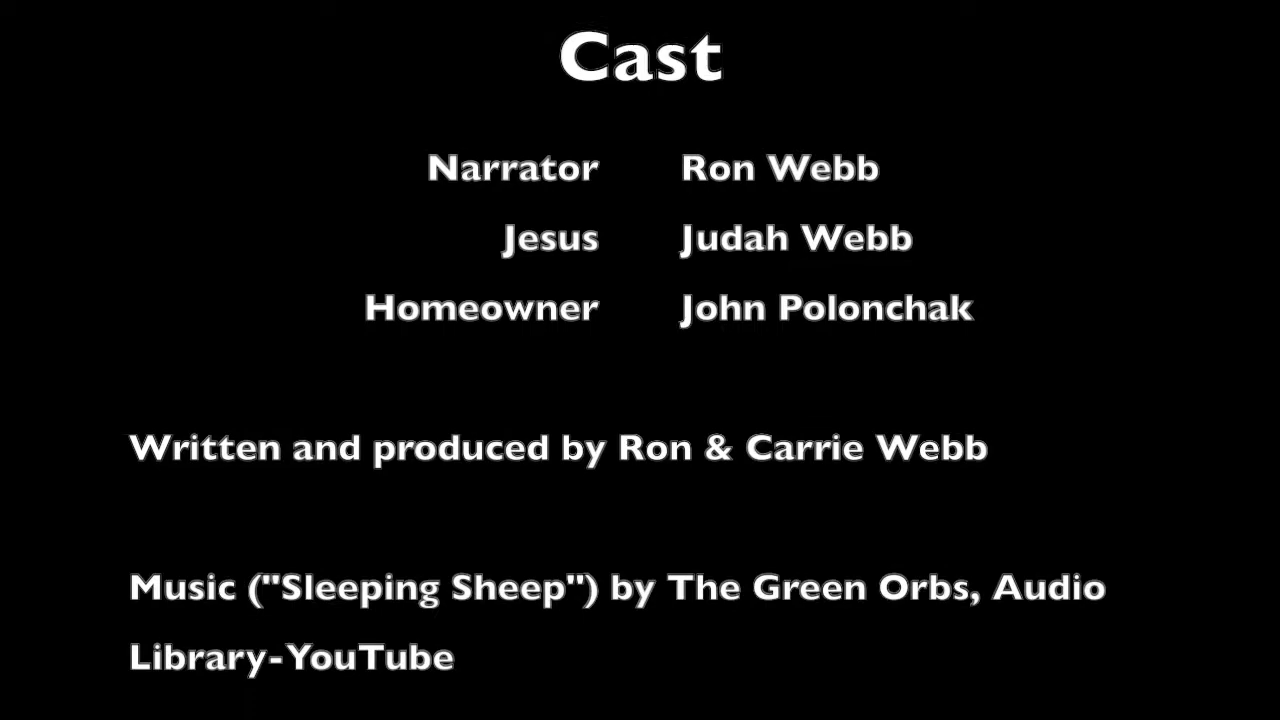 Cast
Narrator Ron Webb
Jesus Judah Webb
Homeowner John Polonchak
Written and produced by Ron & Carrie Webb
Music ("Sleeping Sheep") by The Green Orbs, Audio
Library-YouTube